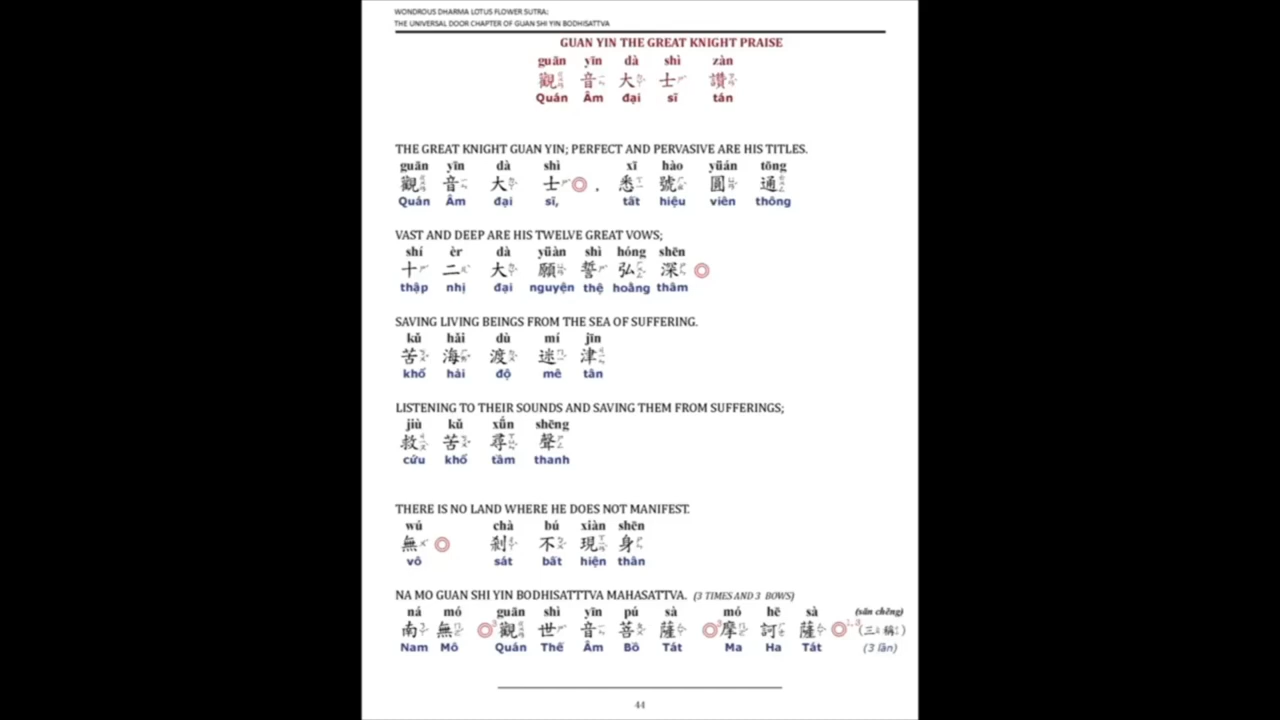 WONDROUS DHARMA LOTUS FLOWER SUTRA:
THE UNIVERSAL DOOR CHAPTER OF GUAN SHI YIN BODHISATTVA
GUAN YIN THE GREAT KNIGHT PRAISE
guān yīn dà shì zàn
觀 音 大 士 讚
Quán Âm đại sĩ tán
THE GREAT KNIGHT GUAN YIN; PERFECT AND PERVASIVE ARE HIS TITLES.
guān yīn dà shì xī hào yüán tōng
觀 音 大 士 , 悉 號 圓 通
Quán Âm đại sĩ, tất hiệu viên thông
VAST AND DEEP ARE HIS TWELVE GREAT VOWS;
shí èr dà yüàn shì hóng shēn
十 二 大 願 誓 弘 深
thập nhị đại nguyện thệ hoằng thâm
SAVING LIVING BEINGS FROM THE SEA OF SUFFERING.
kǔ hǎi dù mí jīn
苦 海 渡 迷 津
khổ hải độ mê tân
LISTENING TO THEIR SOUNDS AND SAVING THEM FROM SUFFERINGS;
jiù kǔ xǘn shēng
救 苦 尋 聲
cứu khổ tầm thanh
THERE IS NO LAND WHERE HE DOES NOT MANIFEST.
wú chà bú xiàn shēn
無 剎 不 現 身
vô sát bất hiện thân
NA MO GUAN SHI YIN BODHISATTTVA MAHASATTVA. (3 TIMES AND 3 BOWS)
ná mó guān shì yīn pú sà mó hē sà (sān chēng)
南 無 3 觀 世 音 菩 薩 3 摩 訶 薩 1, 3 (三 稱)
Nam Mô Quán Thế Âm Bồ Tát Ma Ha Tát (3 lần)
44